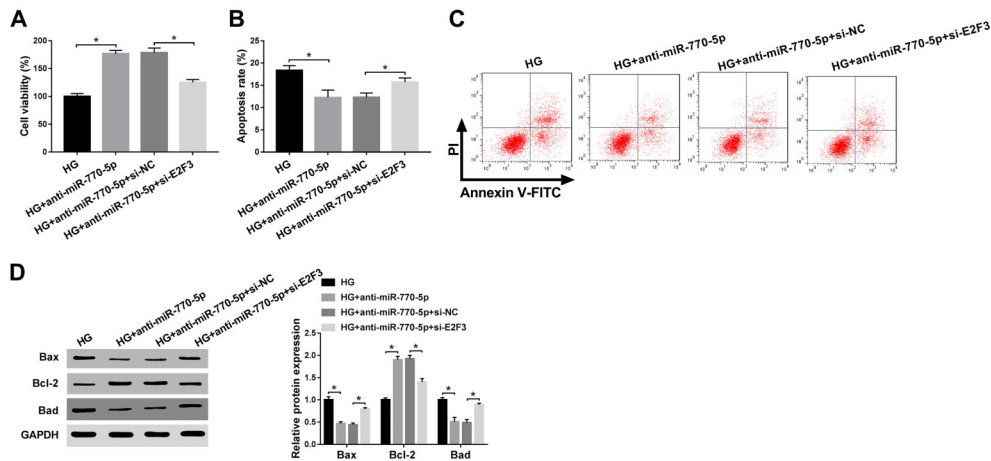 A
Cell viability (%)
200
150
100
50
0
*
*
HG
HG+anti-miR-770-5p
HG+anti-miR-770-5p+si-NC
HG+anti-miR-770-5p+si-E2F3
B
Apoptosis rate (%)
25
20
15
10
5
0
*
*
HG
HG+anti-miR-770-5p
HG+anti-miR-770-5p+si-NC
HG+anti-miR-770-5p+si-E2F3
C
HG
HG+anti-miR-770-5p
HG+anti-miR-770-5p+si-NC
HG+anti-miR-770-5p+si-E2F3
PI
Annexin V-FITC
D
HG
HG+anti-miR-770-5p
HG+anti-miR-770-5p+si-NC
HG+anti-miR-770-5p+si-E2F3
Bax
Bcl-2
Bad
GAPDH
HG
HG+anti-miR-770-5p
HG+anti-miR-770-5p+si-NC
HG+anti-miR-770-5p+si-E2F3
Relative protein expression
2.5
2.0
1.5
1.0
0.5
0.0
*
*
*
*
*
*
Bax
Bcl-2
Bad